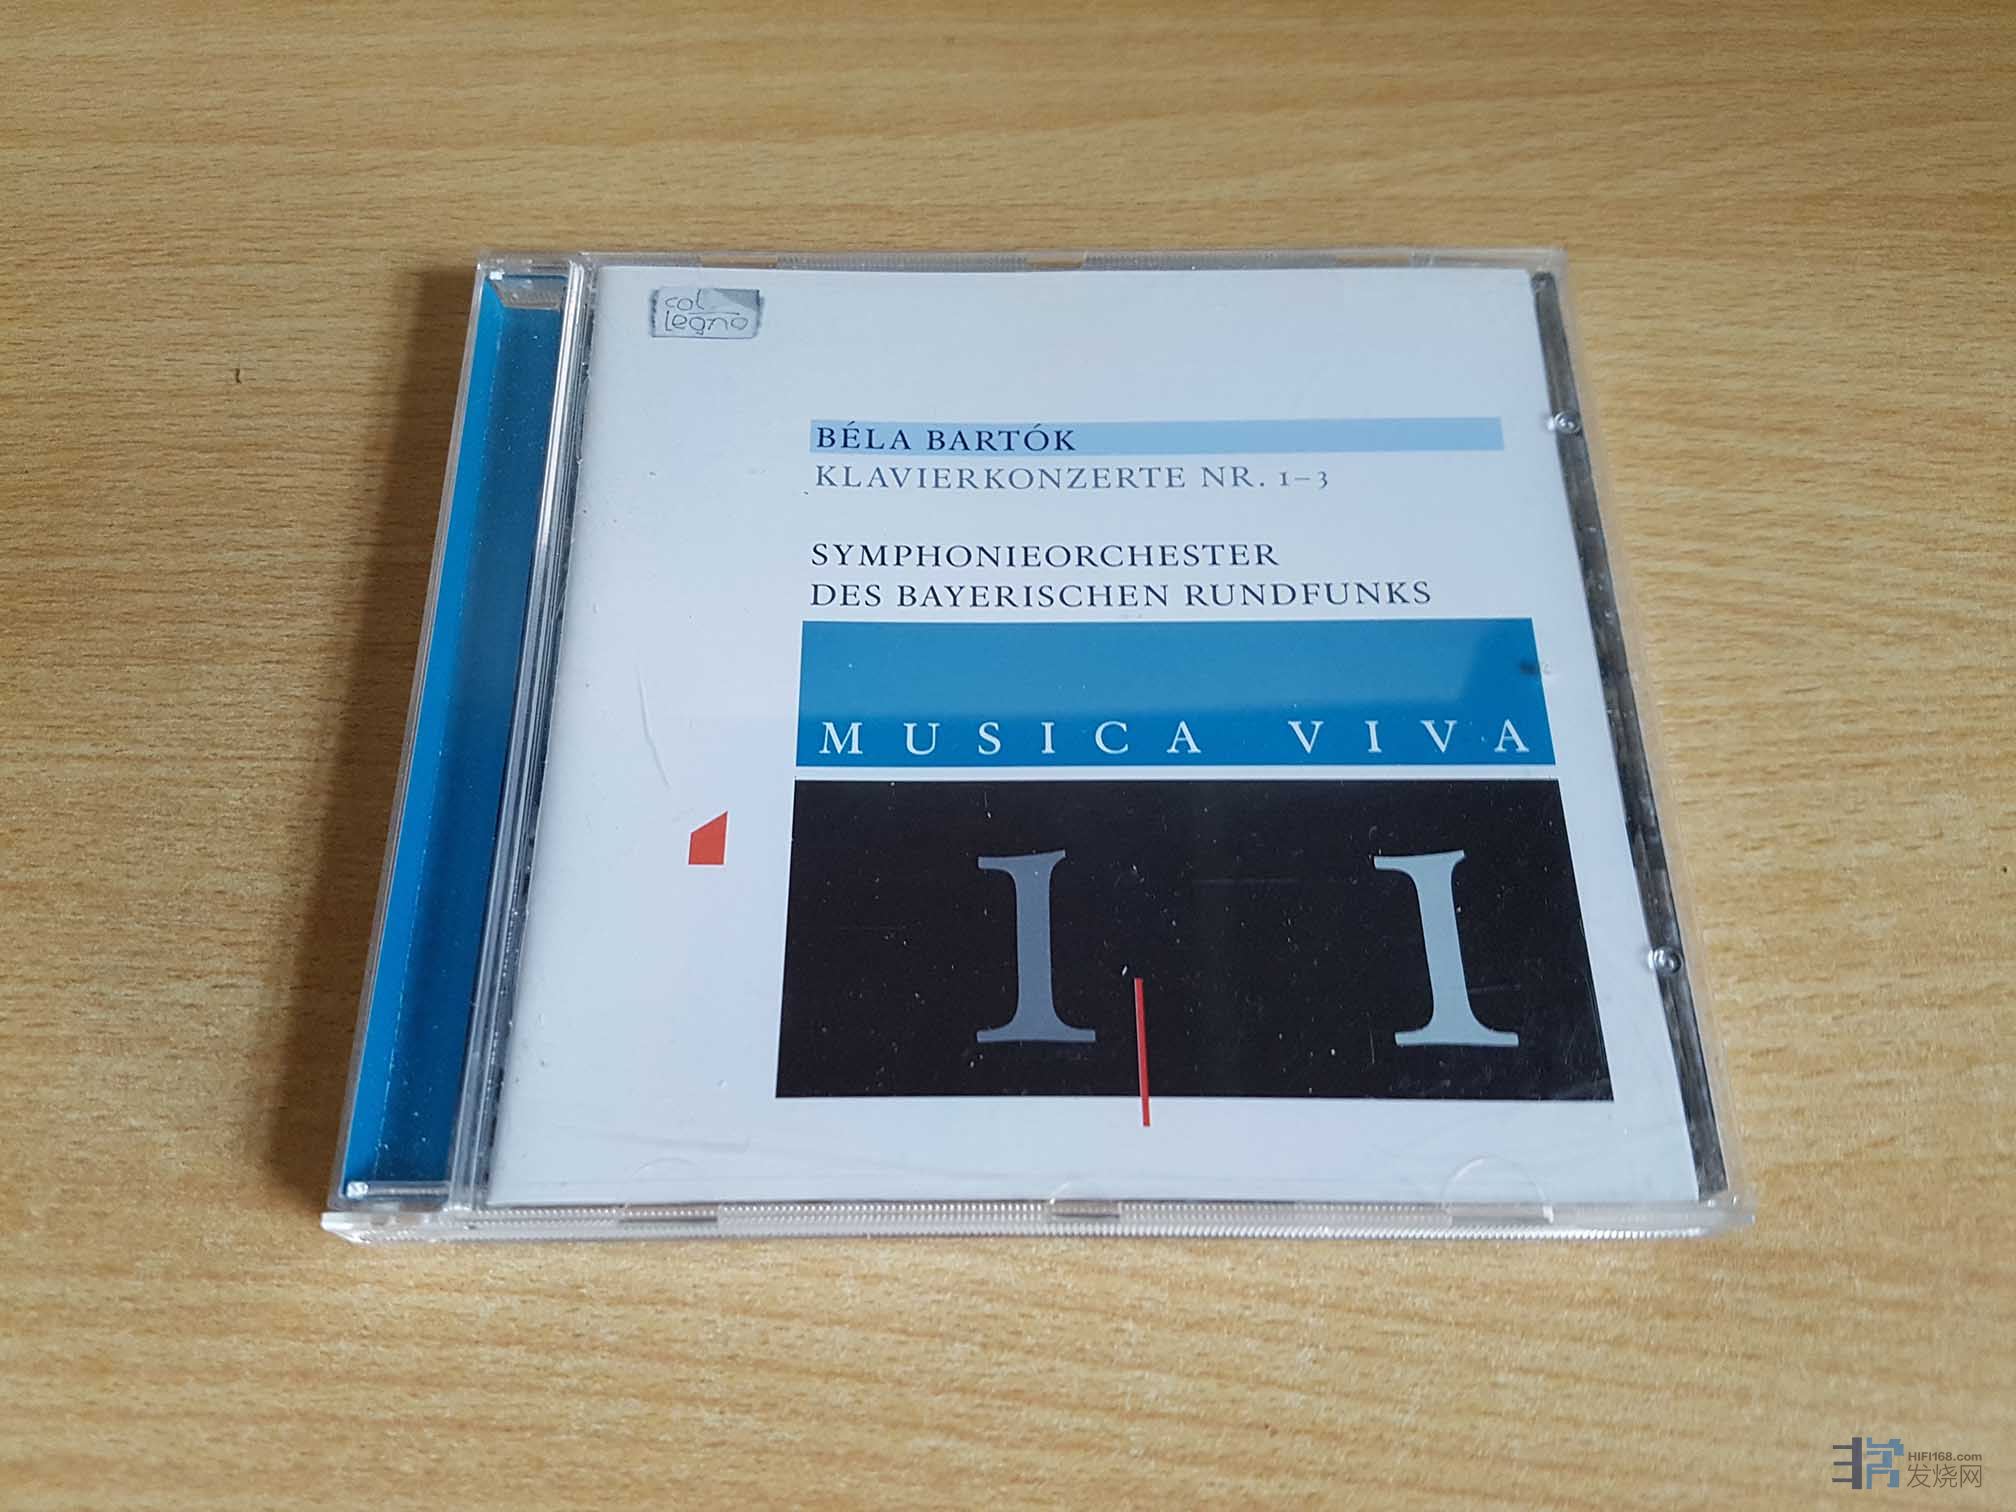 col
legno
BÉLA BARTÓK
KLAVIERKONZERTE NR. 1–3
SYMPHONIEORCHESTER
DES BAYERISCHEN RUNDFUNKS
MUSICA VIVA
1 1
HIFI168.com
发烧网